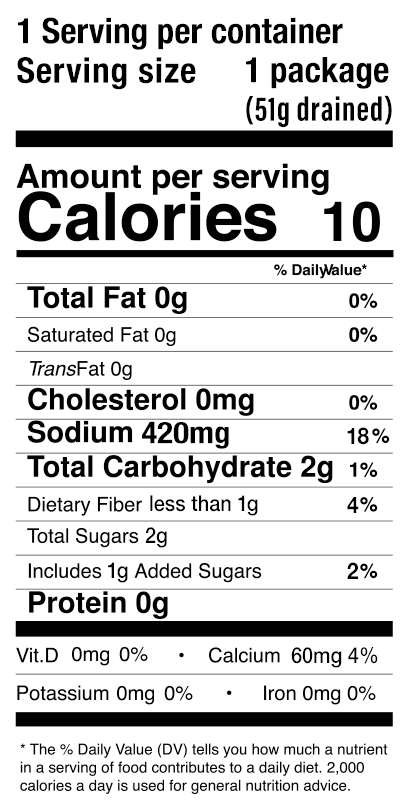 1 Serving per container
Serving size 1 package
(51g drained)
Amount per serving
Calories 10
% DailyValue*
Total Fat 0g 0%
Saturated Fat 0g 0%
TransFat 0g
Cholesterol 0mg 0%
Sodium 420mg 18%
Total Carbohydrate 2g 1%
Dietary Fiber less than 1g 4%
Total Sugars 2g
Includes 1g Added Sugars 2%
Protein 0g
Vit.D 0mg 0% • Calcium 60mg 4%
Potassium 0mg 0% • Iron 0mg 0%
* The % Daily Value (DV) tells you how much a nutrient
in a serving of food contributes to a daily diet. 2,000
calories a day is used for general nutrition advice.